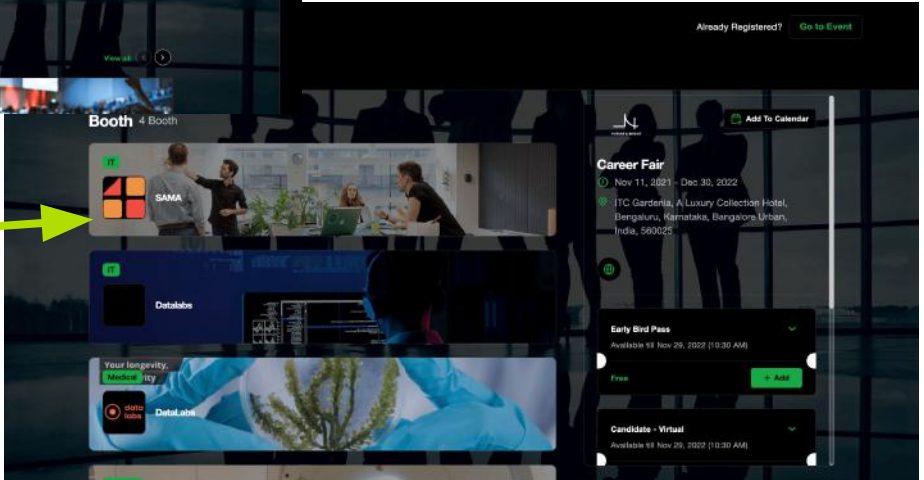 Already Registered?
Go to Event
View all
Booth 4 Booth
IT
SAMA
IT
Datalabs
Your longevity,
Medical ity
data
labs
DataLabs
Add To Calendar
Career Fair
Nov 11, 2021 - Dec 30, 2022
ITC Gardenia, A Luxury Collection Hotel,
Bengaluru, Karnataka, Bangalore Urban,
India, 560025
Early Bird Pass
Available till Nov 29, 2022 (10:30 AM)
Free
+ Add
Candidate - Virtual
Available till Nov 29, 2022 (10:30 AM)